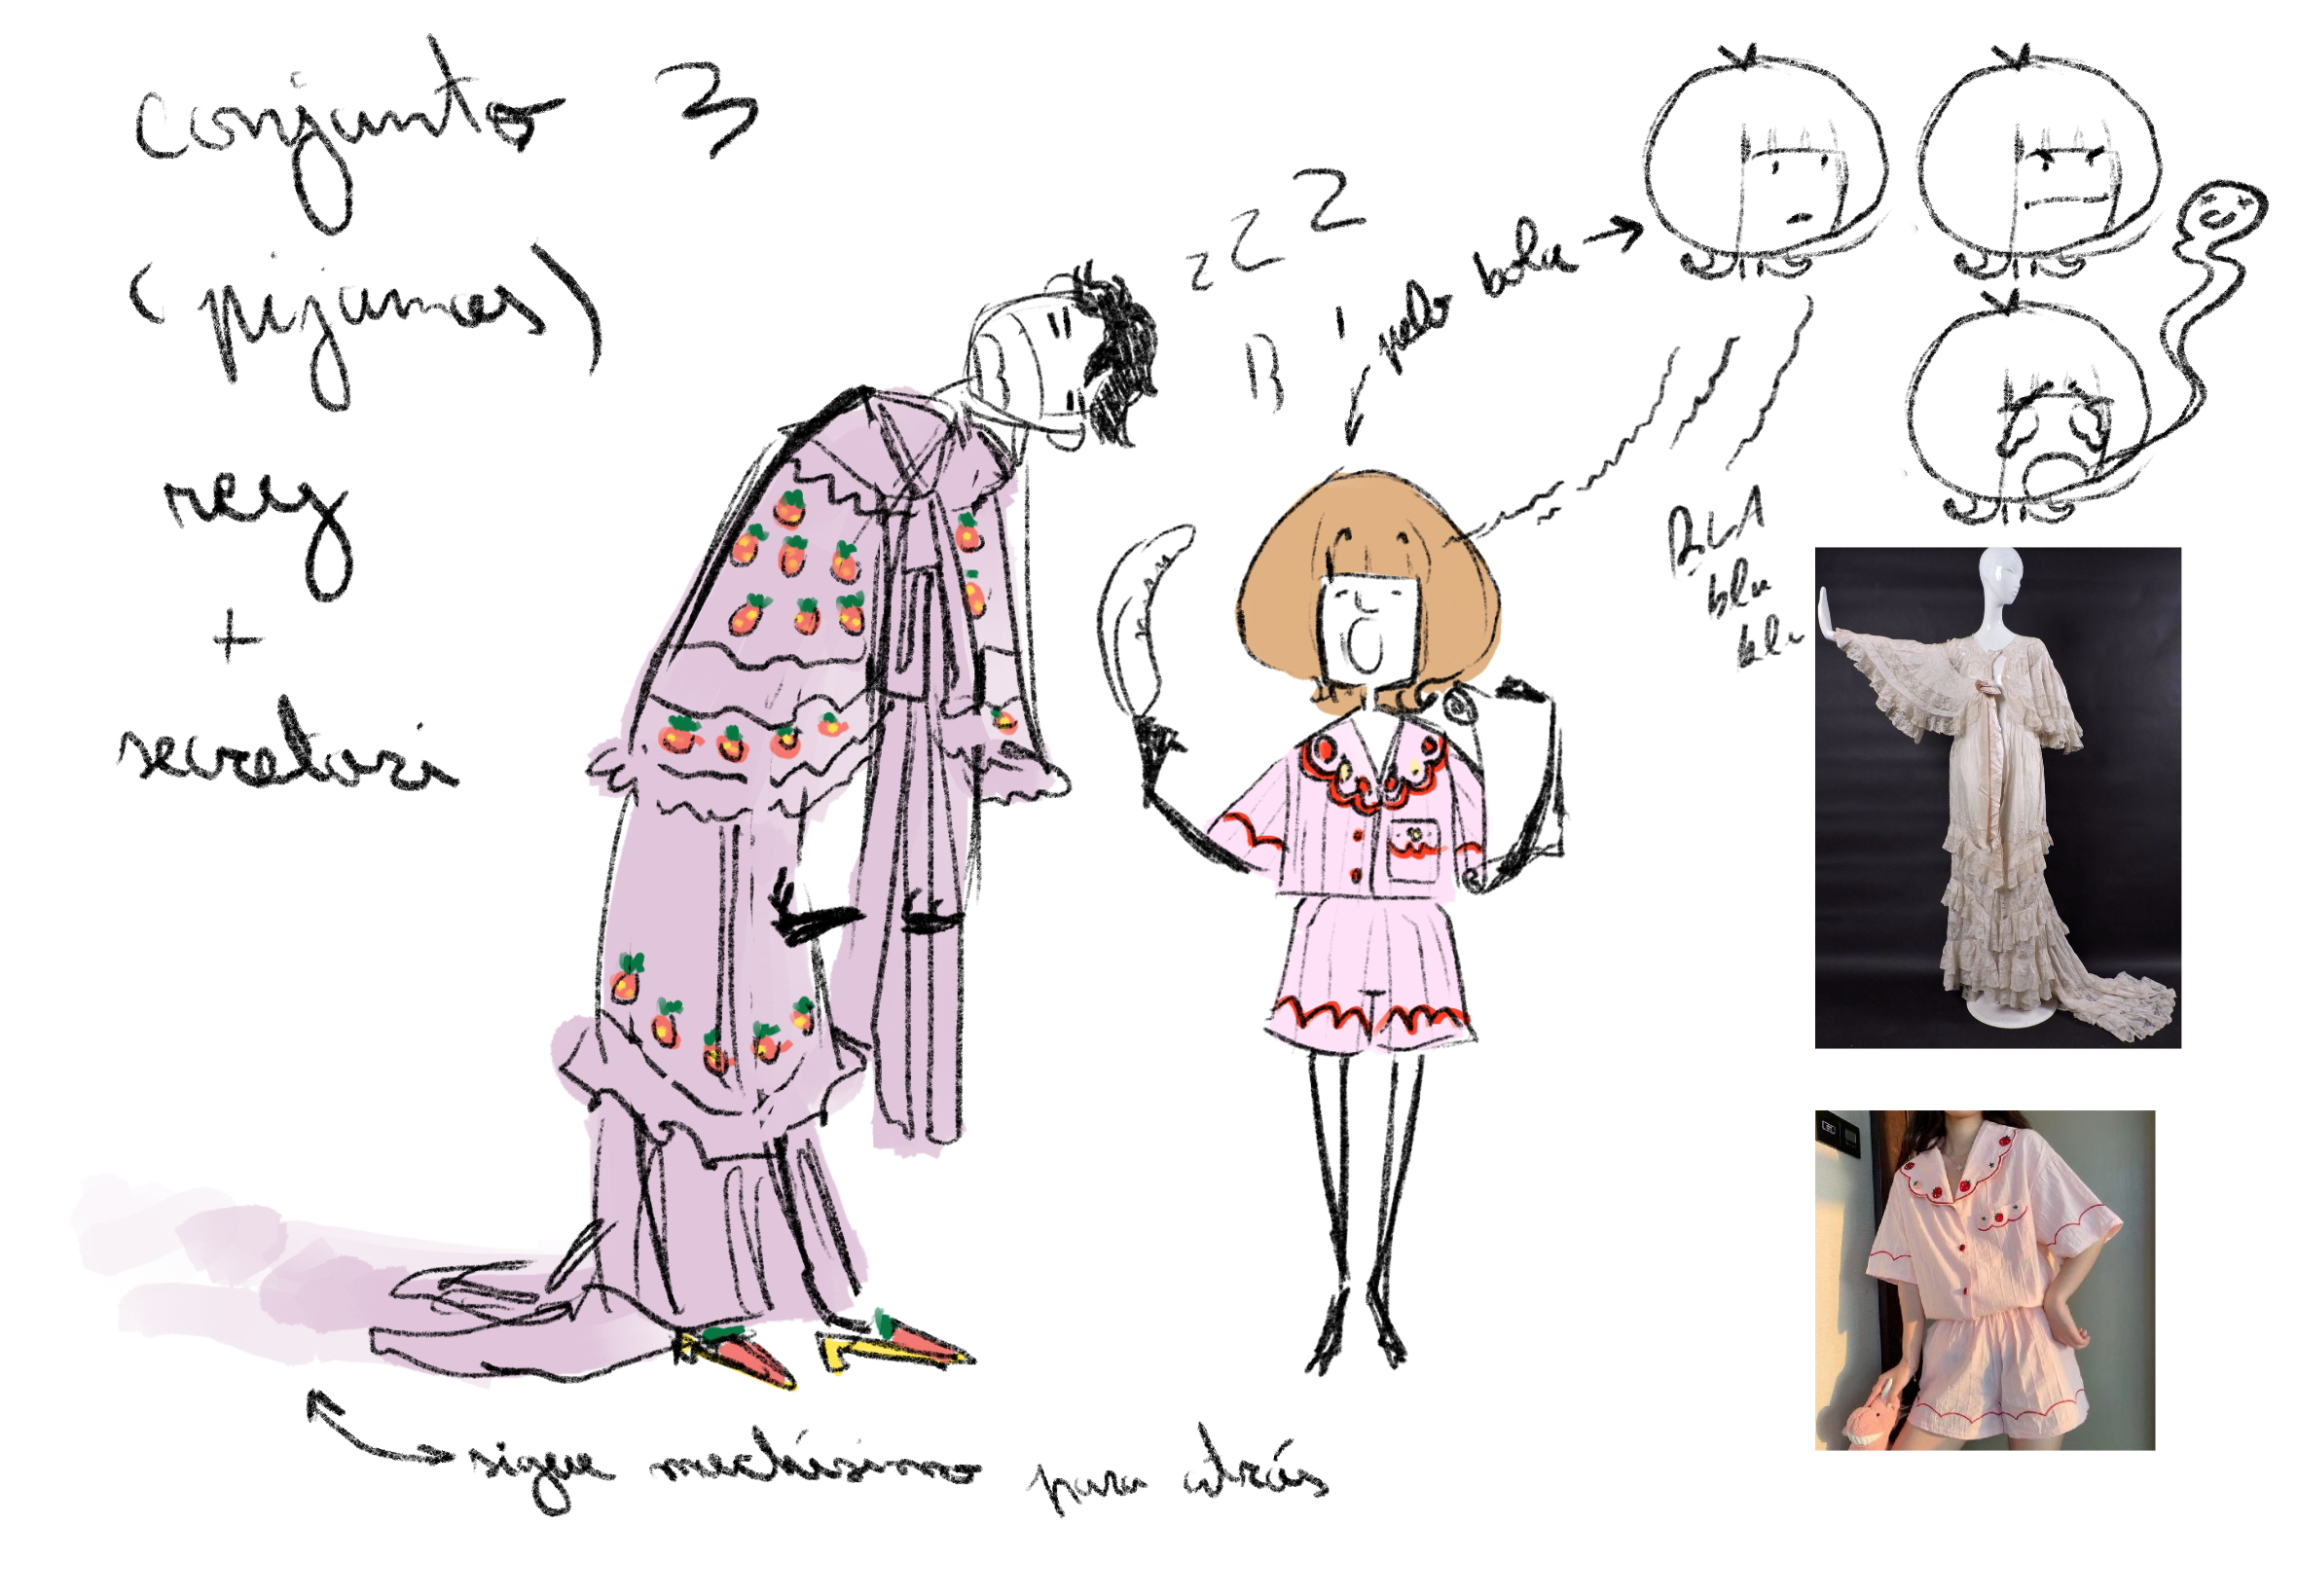 conjunto 3
(pijamas)
rey
+
secretari
z z z
pelo bola →
BLA
bla
bla
sigue muchísimo para atrás